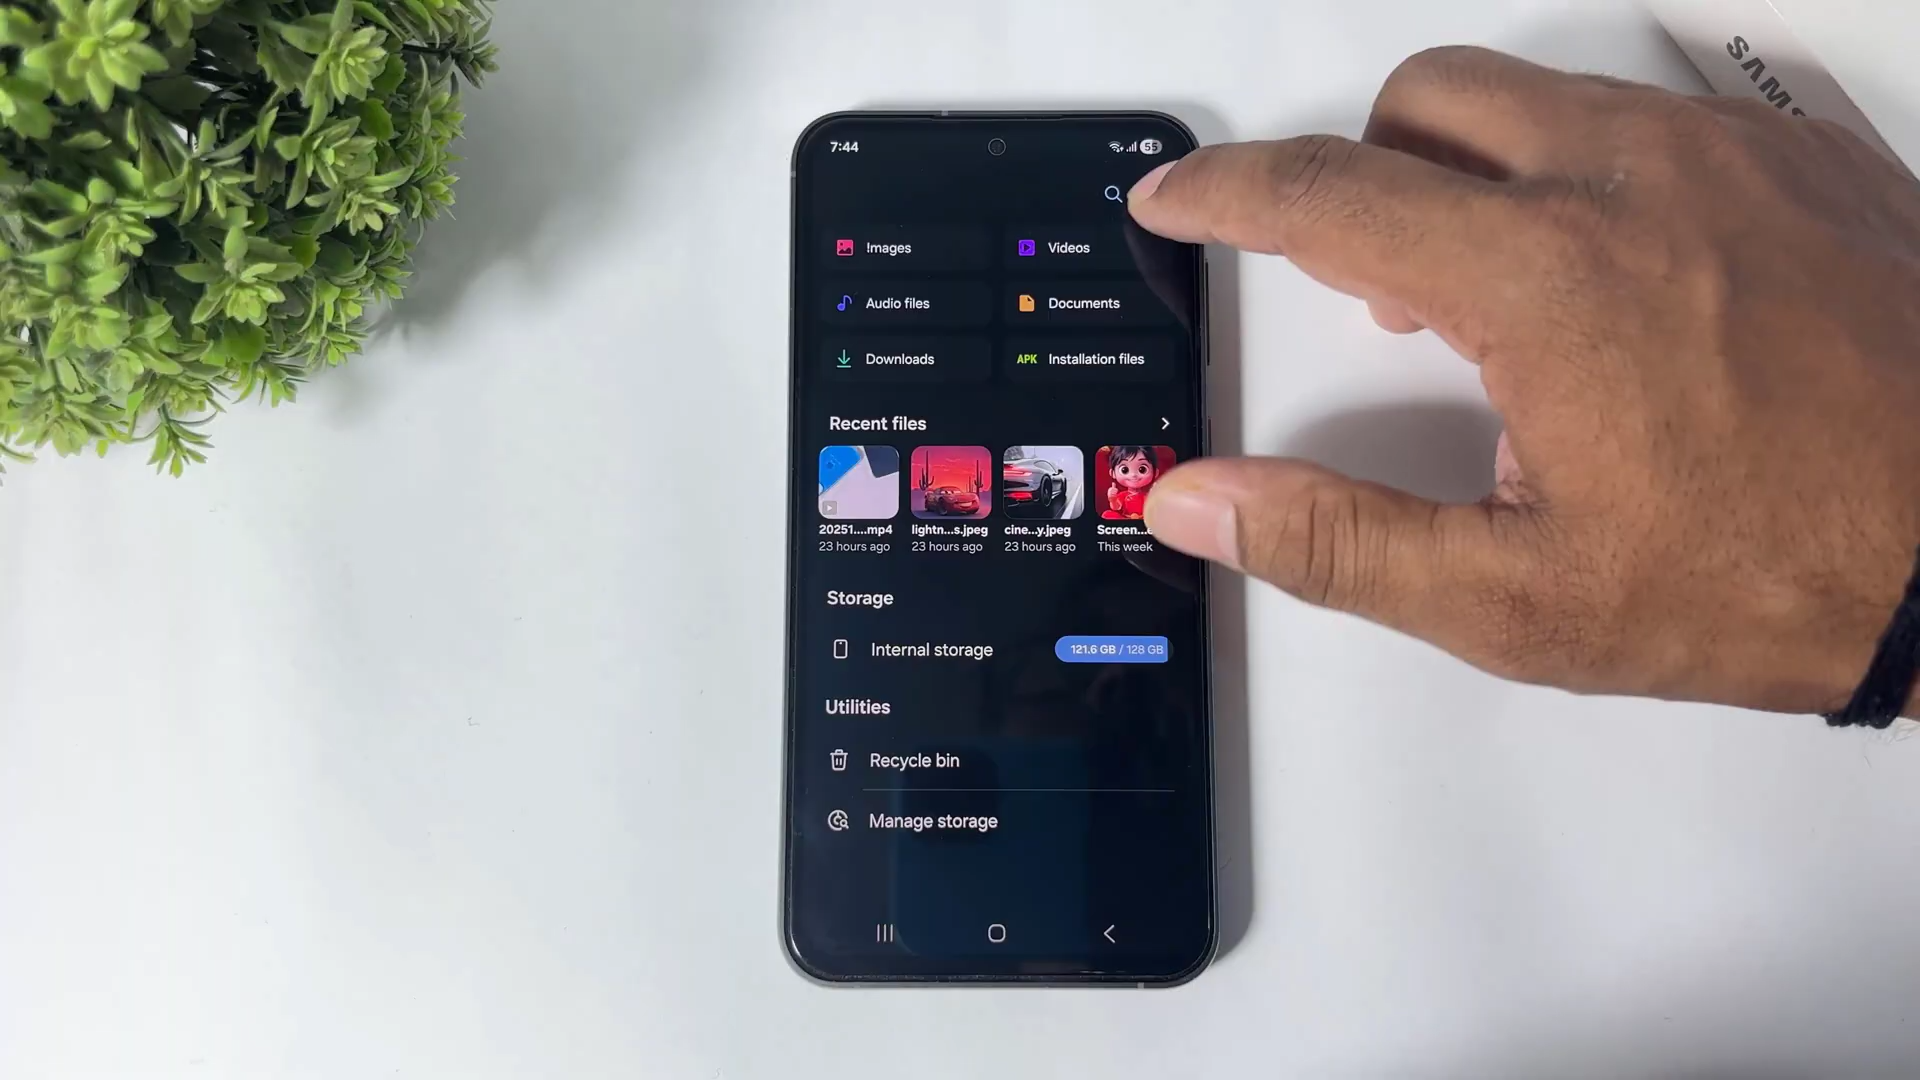 SAMS
7:44
55
Images
Videos
Audio files
Documents
Downloads
APK Installation files
Recent files
20251....mp4
lightn...s.jpeg
cine...y.jpeg
Screen...
23 hours ago
23 hours ago
23 hours ago
This week
Storage
Internal storage
121.6 GB / 128 GB
Utilities
Recycle bin
Manage storage